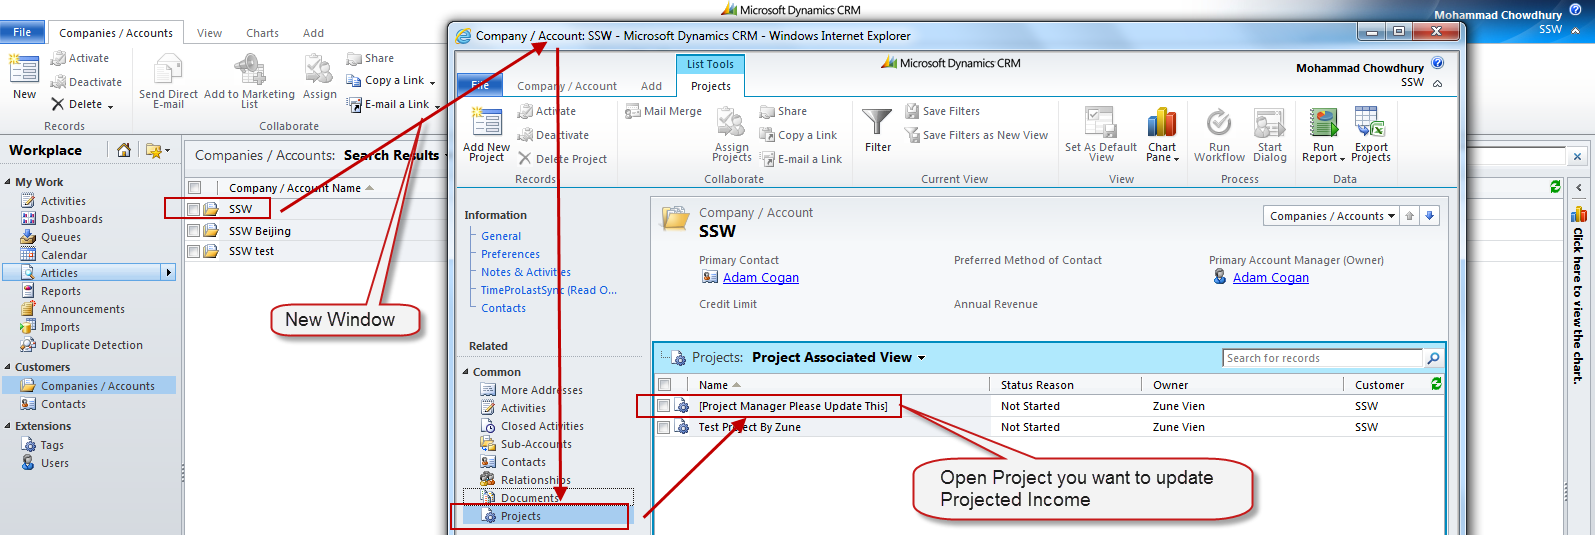 Microsoft Dynamics CRM
Mohammad Chowdhury
SSW
File Companies / Accounts View Charts Add
New
Activate
Deactivate
Delete
Records
Send Direct E-mail
Add to Marketing List
Assign
Share
Copy a Link
E-mail a Link
Collaborate
Workplace
My Work
Activities
Dashboards
Queues
Calendar
Articles
Reports
Announcements
Imports
Duplicate Detection
Customers
Companies / Accounts
Contacts
Extensions
Tags
Users
Companies / Accounts: Search Results
Company / Account Name
SSW
SSW Beijing
SSW test
New Window
Company / Account: SSW - Microsoft Dynamics CRM - Windows Internet Explorer
Microsoft Dynamics CRM
Mohammad Chowdhury
SSW
List Tools
File Company / Account Add Projects
Add New Project
Activate
Deactivate
Delete Project
Records
Mail Merge
Assign Projects
Share
Copy a Link
E-mail a Link
Collaborate
Filter
Save Filters
Save Filters as New View
Current View
Set As Default View
Chart Pane
View
Run Workflow
Start Dialog
Process
Run Report
Export Projects
Data
Information
General
Preferences
Notes & Activities
TimeProLastSync (Read O...
Contacts
Related
Common
More Addresses
Activities
Closed Activities
Sub-Accounts
Contacts
Relationships
Documents
Projects
Company / Account
SSW
Companies / Accounts
Primary Contact
Adam Cogan
Preferred Method of Contact
Primary Account Manager (Owner)
Adam Cogan
Credit Limit
Annual Revenue
Projects: Project Associated View
Search for records
Name Status Reason Owner Customer
[Project Manager Please Update This] Not Started Zune Vien SSW
Test Project By Zune Not Started Zune Vien SSW
Open Project you want to update
Projected Income
Click here to view the chart.